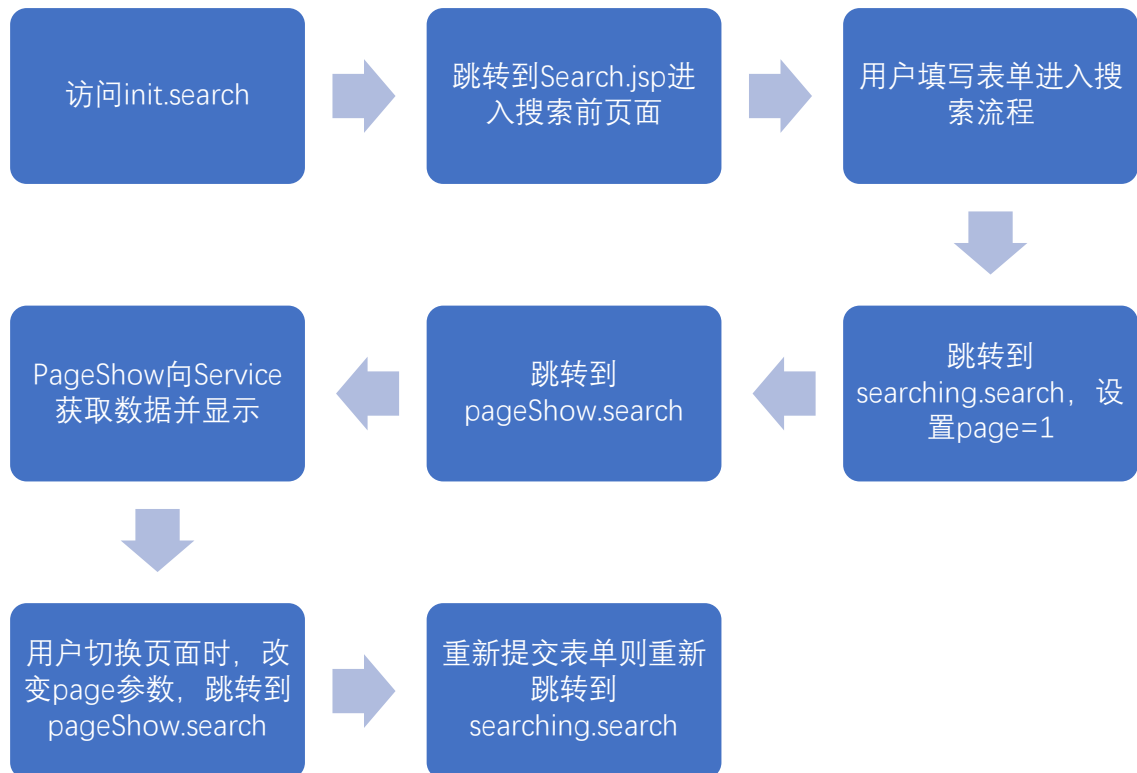 访问init.search
跳转到Search.jsp进
入搜索前页面
用户填写表单进入搜
索流程
跳转到
searching.search，设
置page=1
跳转到
pageShow.search
PageShow向Service
获取数据并显示
用户切换页面时，改
变page参数，跳转到
pageShow.search
重新提交表单则重新
跳转到
searching.search